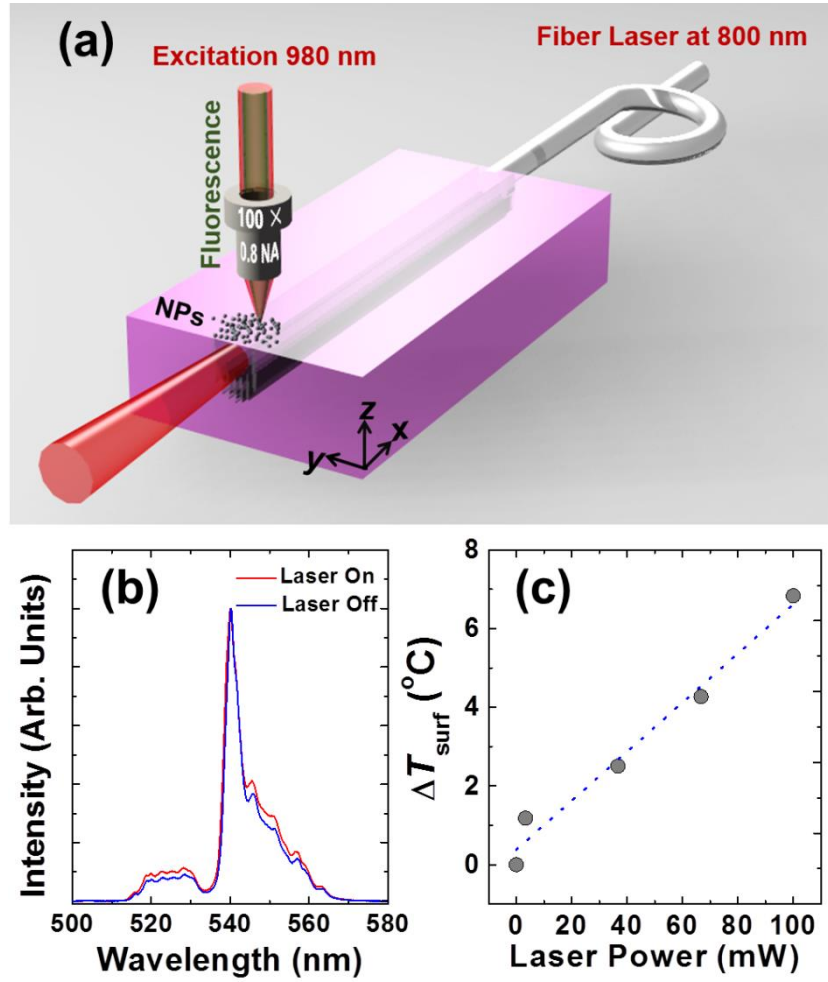 (a)
Excitation 980 nm
Fiber Laser at 800 nm
Fluorescence
100 ×
0.8 NA
NPs
z
x
y
(b)
Laser On
Laser Off
Intensity (Arb. Units)
500 520 540 560 580
Wavelength (nm)
(c)
8
6
4
2
0
ΔTsurf (°C)
0 20 40 60 80 100
Laser Power (mW)